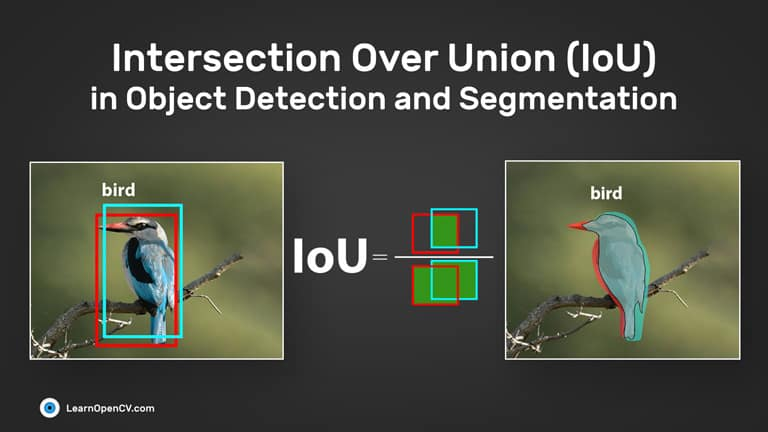 Intersection Over Union (IoU)
in Object Detection and Segmentation
bird
IoU=
bird
LearnOpenCV.com